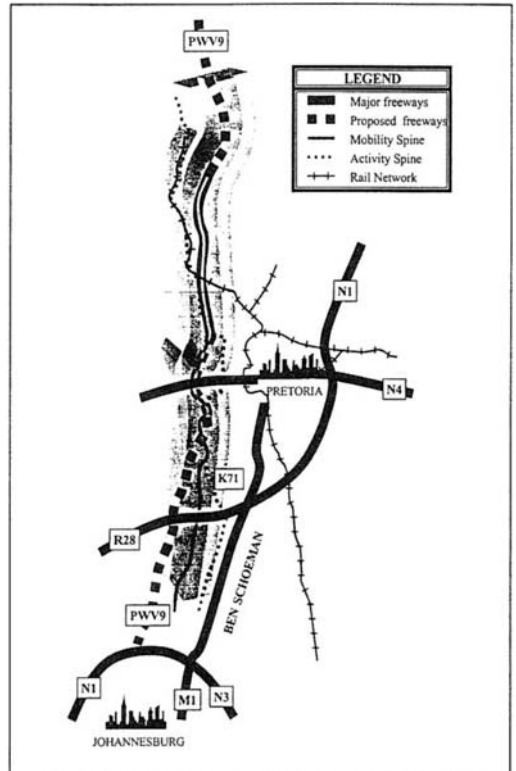 PWV9
LEGEND
Major freeways
Proposed freeways
Mobility Spine
Activity Spine
Rail Network
N1
PRETORIA
N4
K71
R28
BEN SCHOEMAN
PWV9
N1
M1
N3
JOHANNESBURG